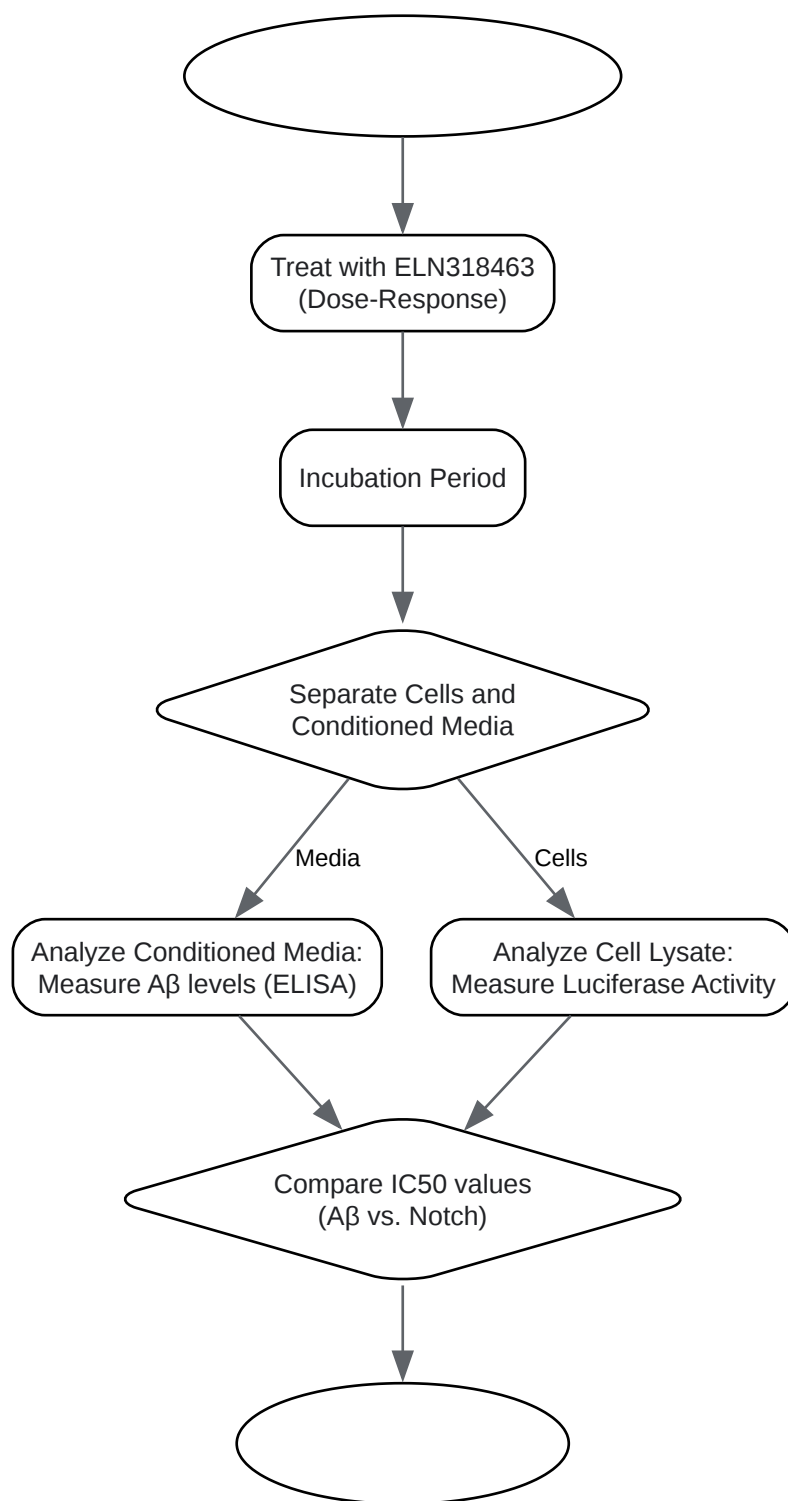 Treat with ELN318463
(Dose-Response)
Incubation Period
Separate Cells and
Conditioned Media
Media
Cells
Analyze Conditioned Media:
Measure Aβ levels (ELISA)
Analyze Cell Lysate:
Measure Luciferase Activity
Compare IC50 values
(Aβ vs. Notch)